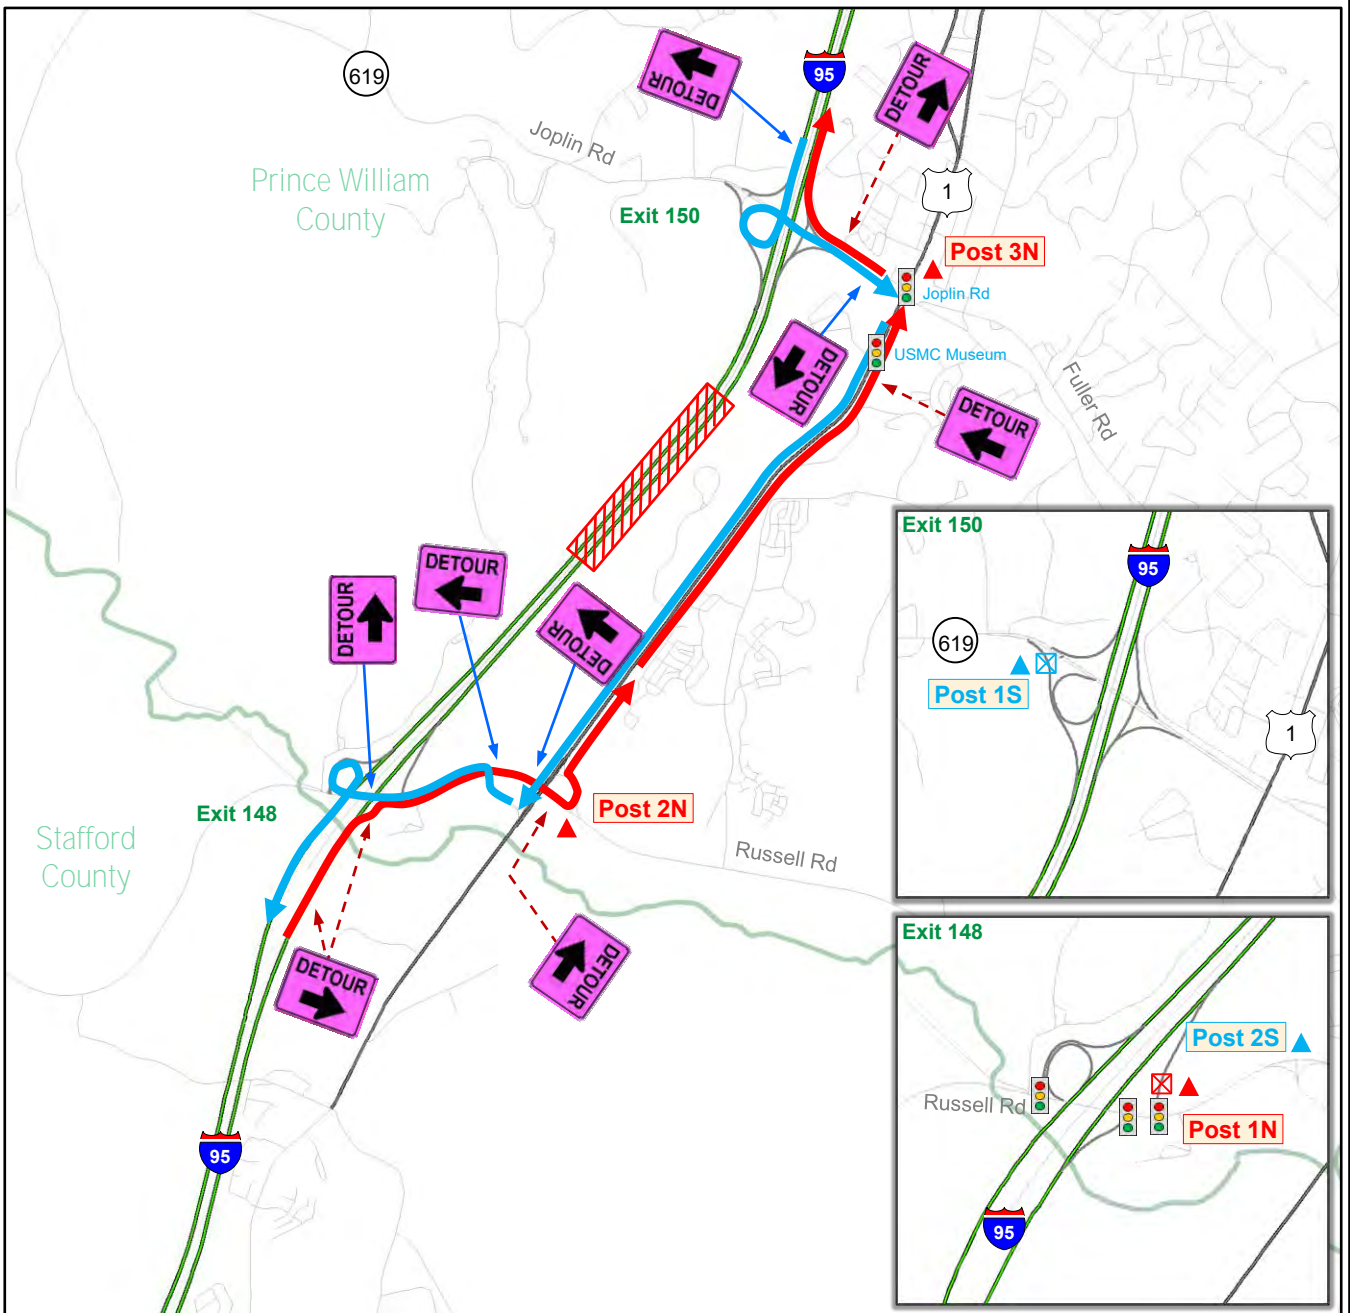 619
Joplin Rd
Prince William
County
Exit 150
DETOUR
95
DETOUR
1
Post 3N
Joplin Rd
USMC Museum
DETOUR
DETOUR
Fuller Rd
DETOUR
DETOUR
DETOUR
Exit 148
Post 2N
Stafford
County
Russell Rd
DETOUR
DETOUR
95
Exit 150
95
619
Post 1S
1
Exit 148
Post 2S
Russell Rd
Post 1N
95